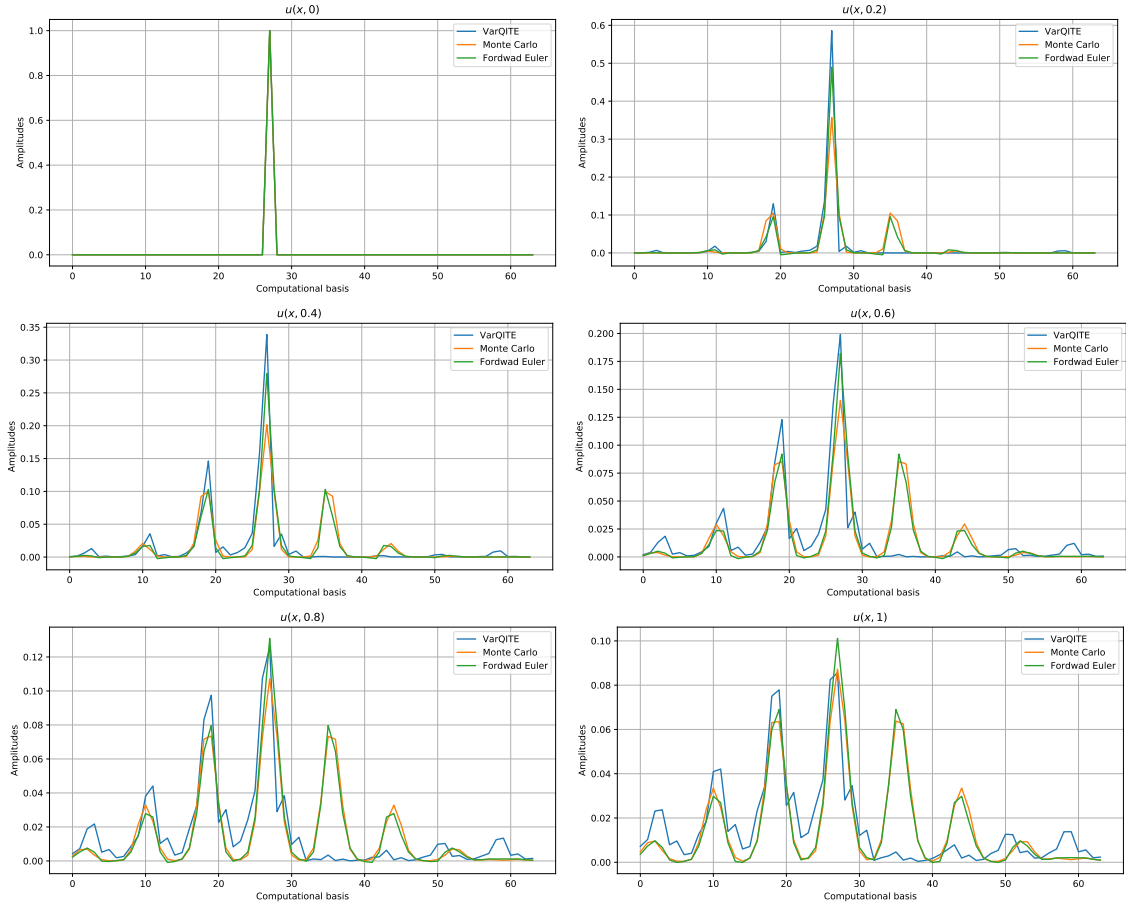 u(x, 0)
1.0
0.8
0.6
0.4
0.2
0.0
Amplitudes
0 10 20 30 40 50 60
Computational basis
VarQITE
Monte Carlo
Fordwad Euler
u(x, 0.2)
0.6
0.5
0.4
0.3
0.2
0.1
0.0
Amplitudes
0 10 20 30 40 50 60
Computational basis
VarQITE
Monte Carlo
Fordwad Euler
u(x, 0.4)
0.35
0.30
0.25
0.20
0.15
0.10
0.05
0.00
Amplitudes
0 10 20 30 40 50 60
Computational basis
VarQITE
Monte Carlo
Fordwad Euler
u(x, 0.6)
0.200
0.175
0.150
0.125
0.100
0.075
0.050
0.025
0.000
Amplitudes
0 10 20 30 40 50 60
Computational basis
VarQITE
Monte Carlo
Fordwad Euler
u(x, 0.8)
0.12
0.10
0.08
0.06
0.04
0.02
0.00
Amplitudes
0 10 20 30 40 50 60
Computational basis
VarQITE
Monte Carlo
Fordwad Euler
u(x, 1)
0.10
0.08
0.06
0.04
0.02
0.00
Amplitudes
0 10 20 30 40 50 60
Computational basis
VarQITE
Monte Carlo
Fordwad Euler